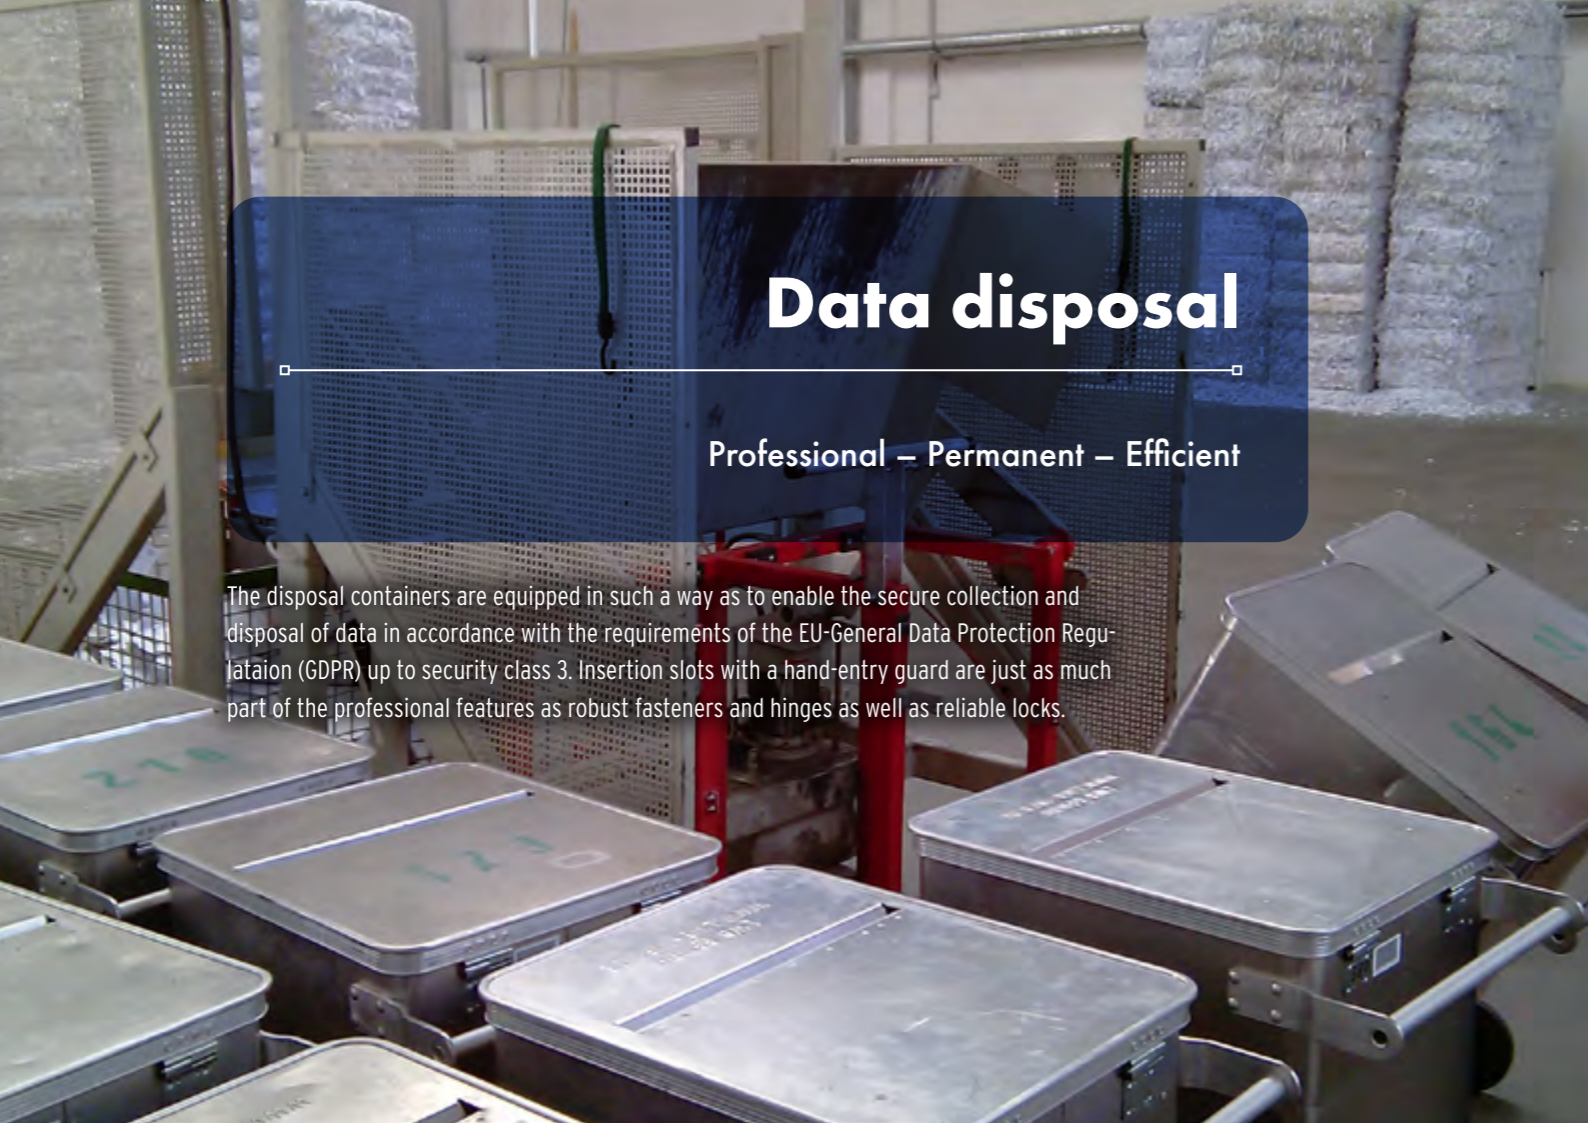 Data disposal
Professional – Permanent – Efficient
The disposal containers are equipped in such a way as to enable the secure collection and
disposal of data in accordance with the requirements of the EU-General Data Protection Regu-
lataion (GDPR) up to security class 3. Insertion slots with a hand-entry guard are just as much
part of the professional features as robust fasteners and hinges as well as reliable locks.